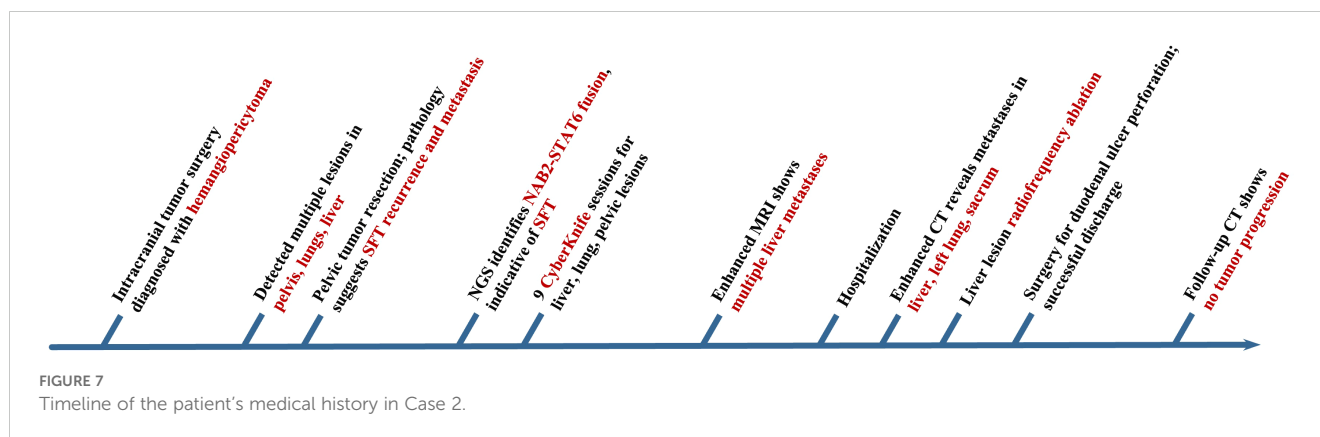 Intracranial tumor surgery
diagnosed with hemangiopericytoma
Detected multiple lesions in
pelvis, lungs, liver
Pelvic tumor resection; pathology
suggests SFT recurrence and metastasis
NGS identifies NAB2-STAT6 fusion,
indicative of SFT
9 CyberKnife sessions for
liver, lung, pelvic lesions
Enhanced MRI shows
multiple liver metastases
Hospitalization
Enhanced CT reveals metastases in
liver, left lung, sacrum
Liver lesion radiofrequency ablation
Surgery for duodenal ulcer perforation;
successful discharge
Follow-up CT shows
no tumor progression
FIGURE 7
Timeline of the patient's medical history in Case 2.